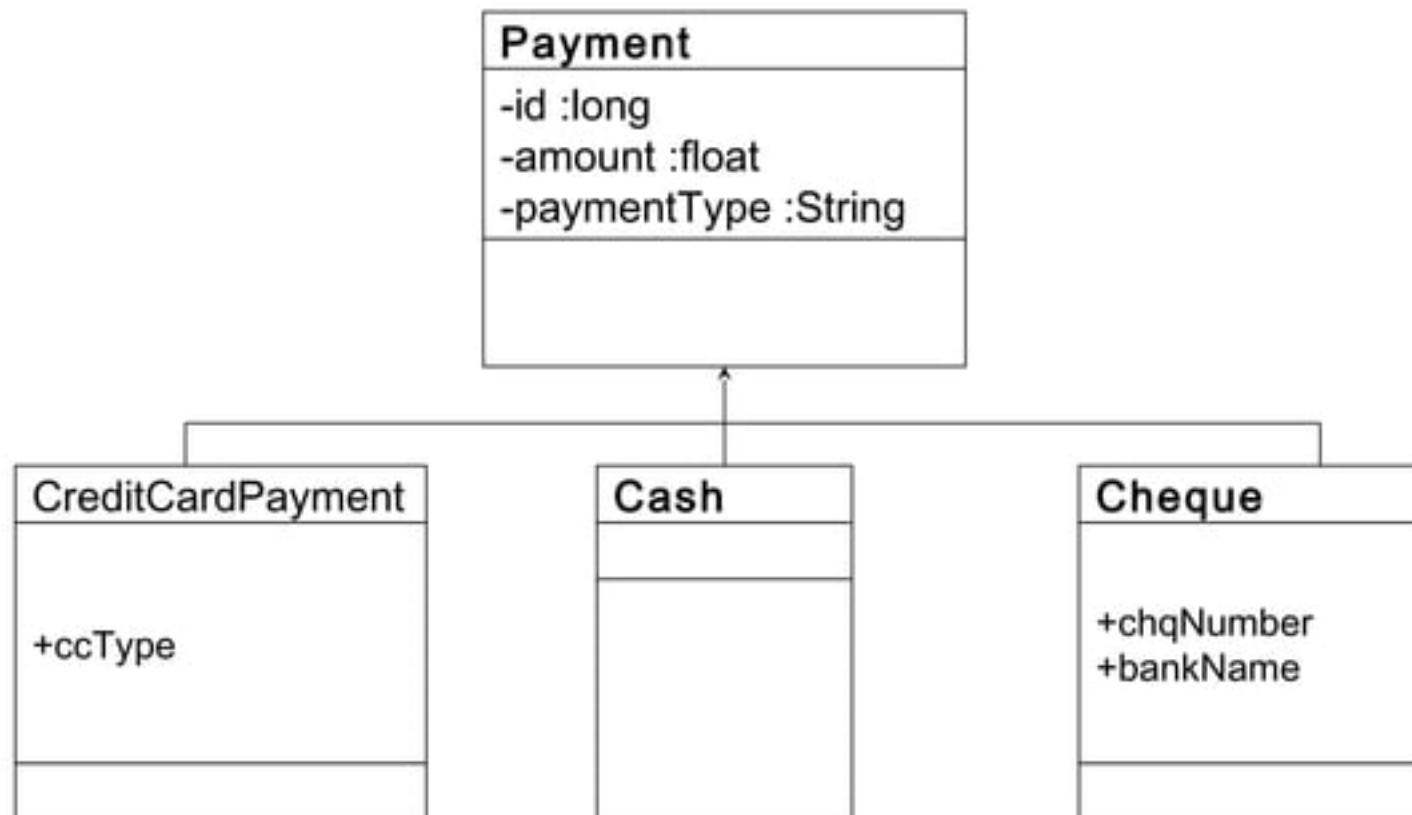 Payment
-id :long
-amount :float
-paymentType :String
CreditCardPayment
+ccType
Cash
Cheque
+chqNumber
+bankName